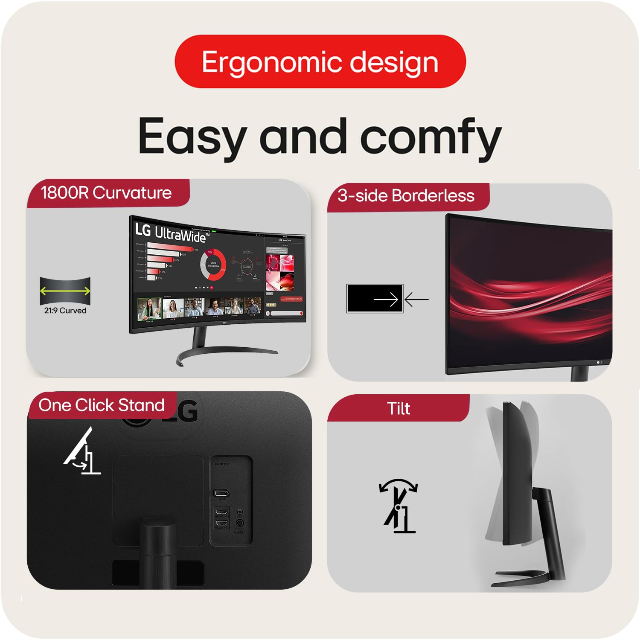 Ergonomic design
Easy and comfy
1800R Curvature
LG UltraWide™
21:9 Curved
3-side Borderless
One Click Stand
LG
Tilt